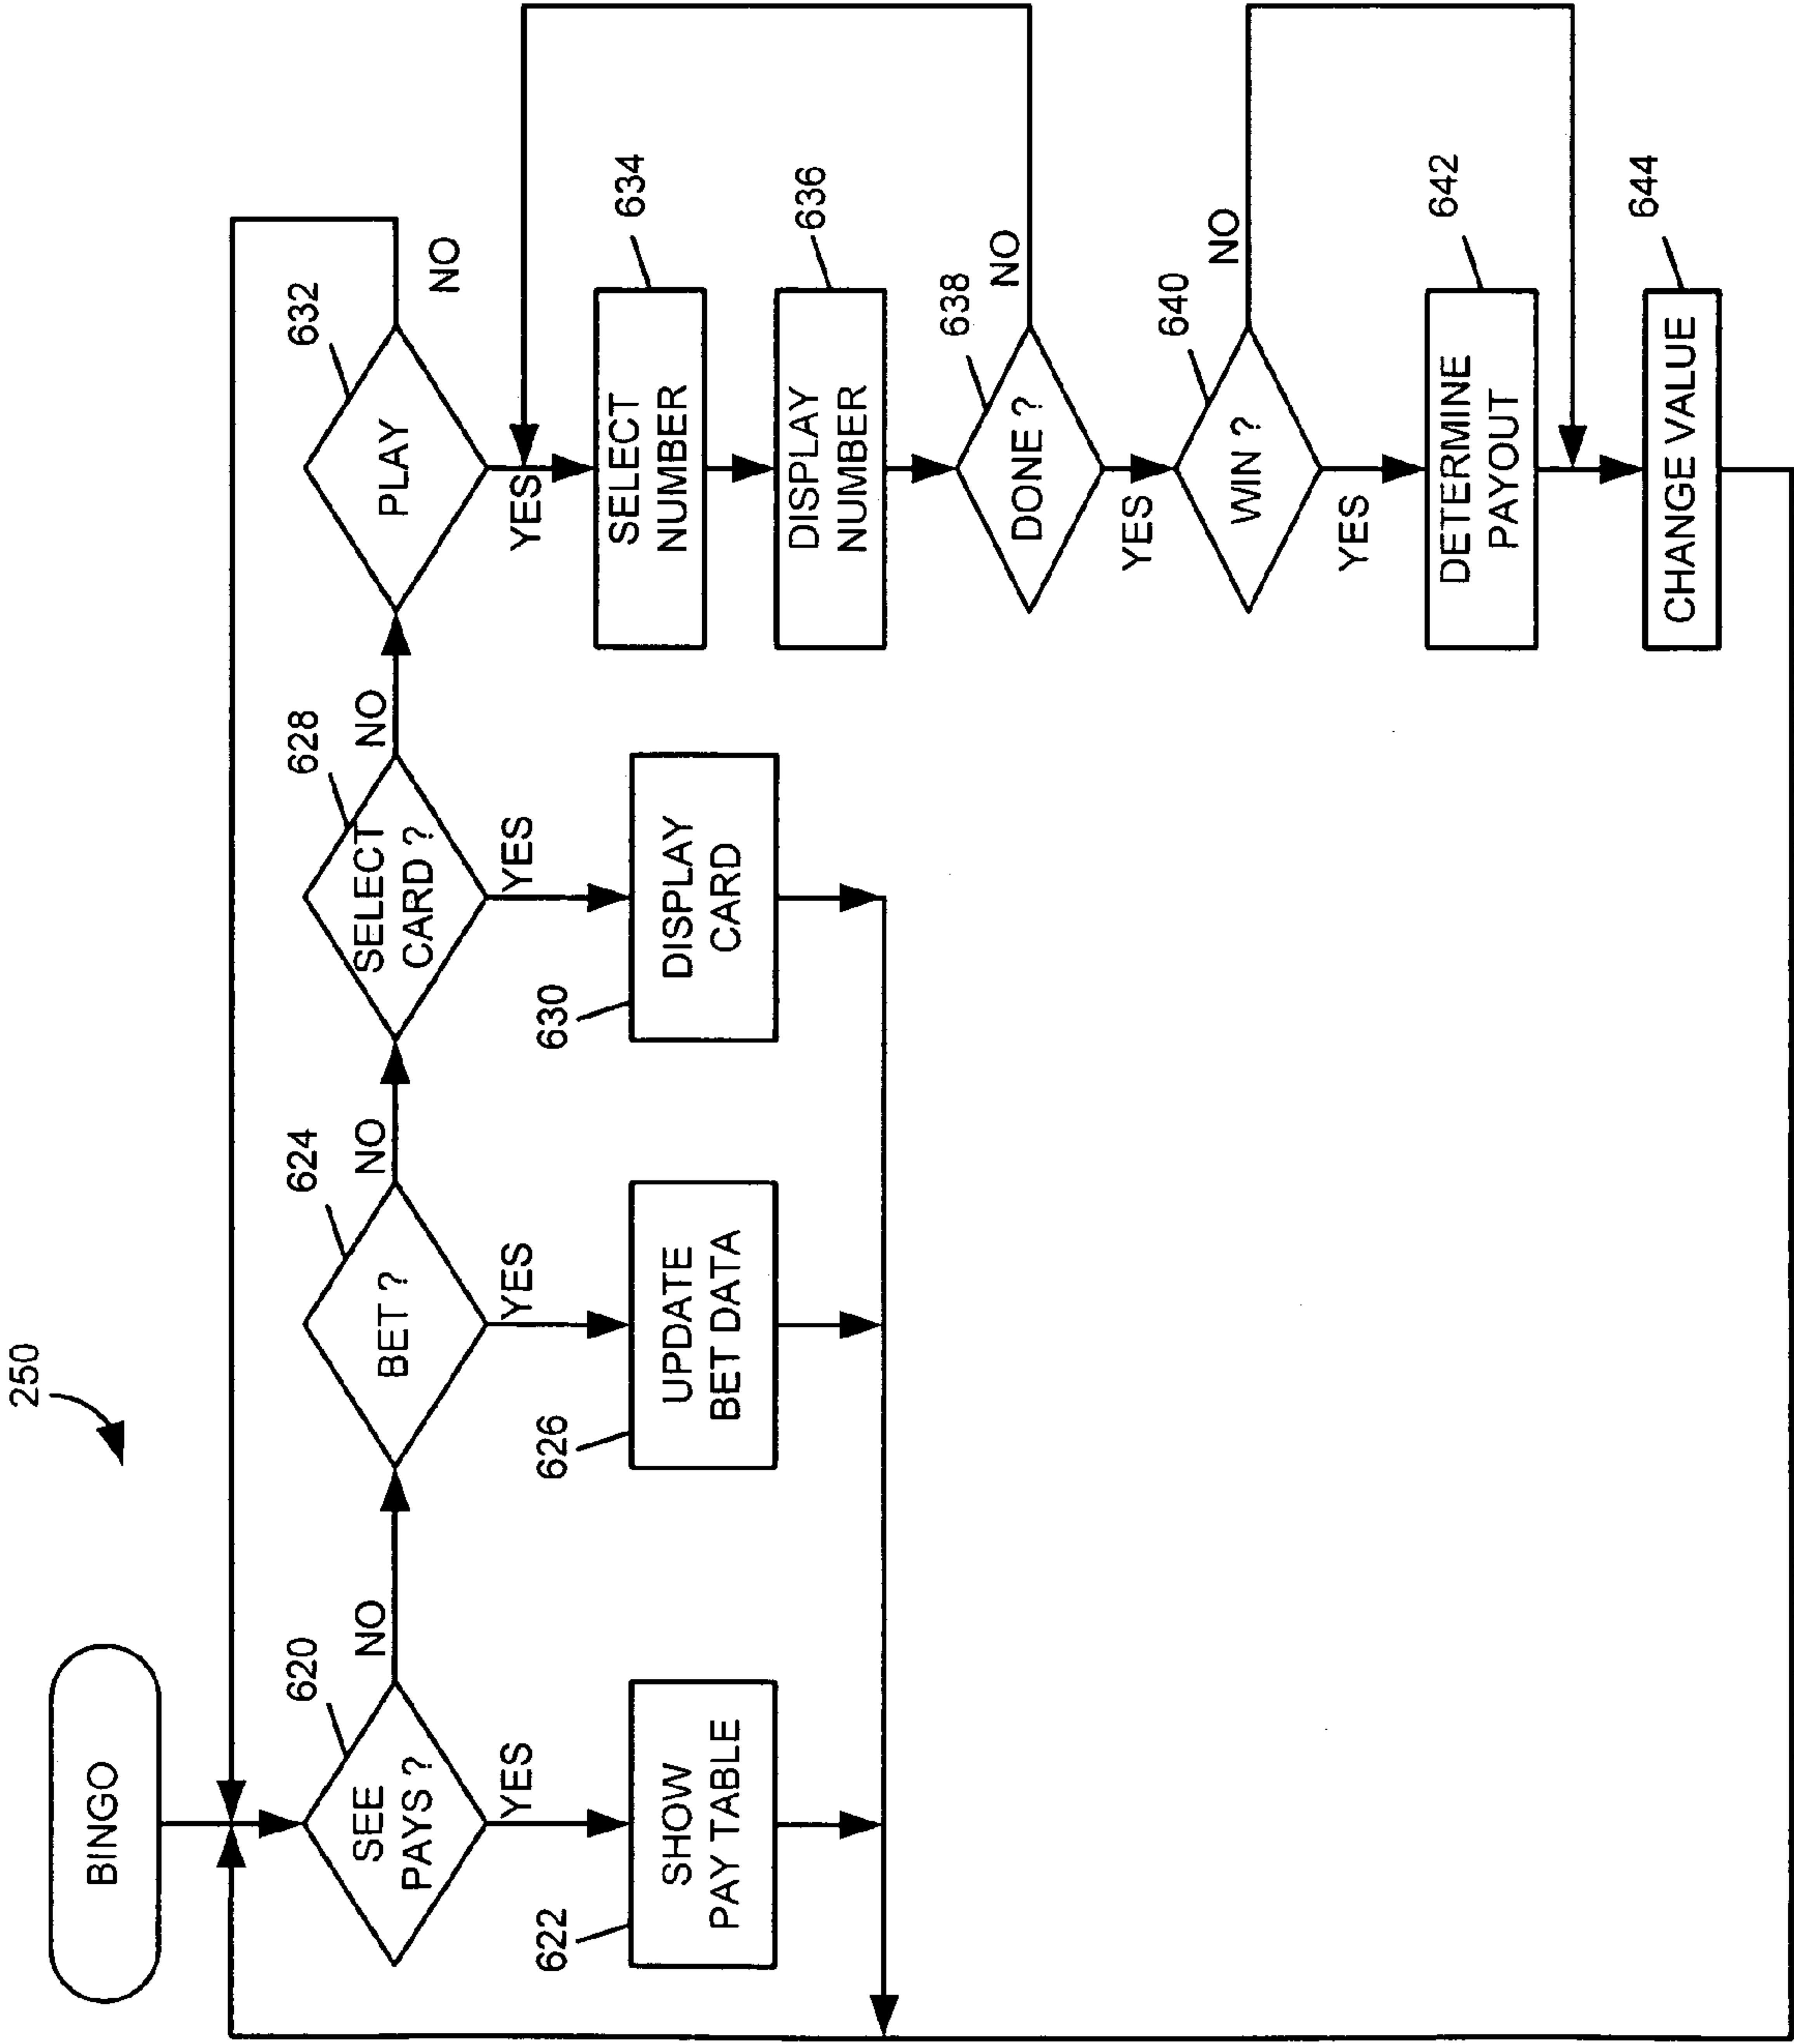 250
BINGO
620
SEE
PAYS ?
NO
YES
622
SHOW
PAY TABLE
624
BET ?
NO
YES
626
UPDATE
BET DATA
628
SELECT
CARD ?
NO
YES
630
DISPLAY
CARD
632
PLAY
NO
YES
634
SELECT
NUMBER
636
DISPLAY
NUMBER
638
DONE ?
NO
YES
640
WIN ?
NO
YES
642
DETERMINE
PAYOUT
644
CHANGE VALUE